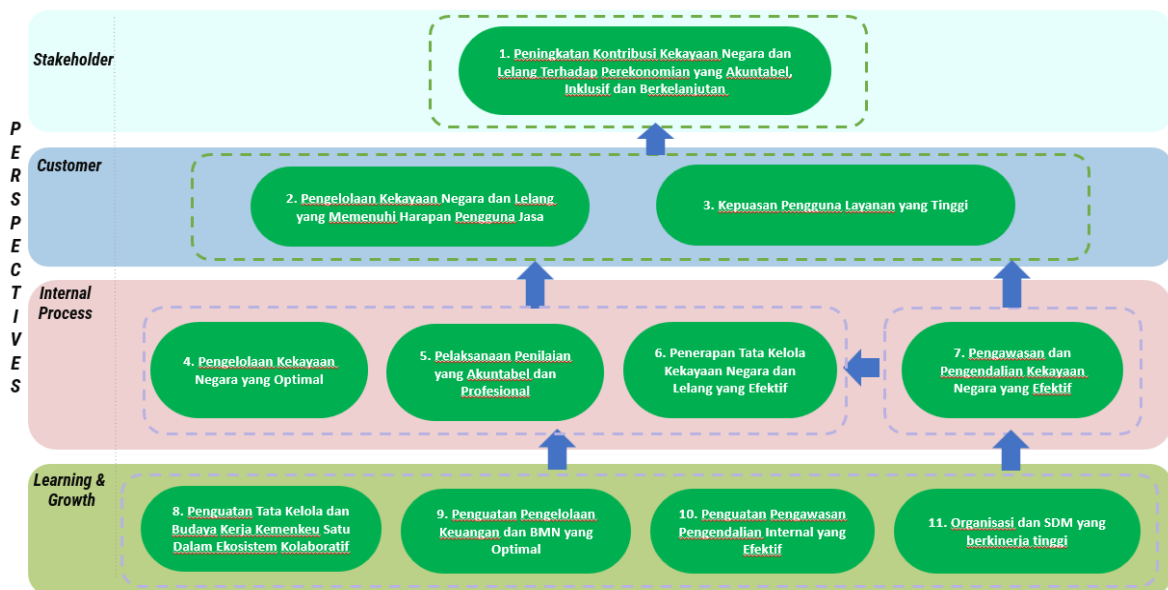 PERSPECTIVES
Stakeholder
1. Peningkatan Kontribusi Kekayaan Negara dan
Lelang Terhadap Perekonomian yang Akuntabel,
Inklusif dan Berkelanjutan
Customer
2. Pengelolaan Kekayaan Negara dan Lelang
yang Memenuhi Harapan Pengguna Jasa
3. Kepuasan Pengguna Layanan yang Tinggi
Internal
Process
4. Pengelolaan Kekayaan
Negara yang Optimal
5. Pelaksanaan Penilaian
yang Akuntabel dan
Profesional
6. Penerapan Tata Kelola
Kekayaan Negara dan
Lelang yang Efektif
7. Pengawasan dan
Pengendalian Kekayaan
Negara yang Efektif
Learning &
Growth
8. Penguatan Tata Kelola dan
Budaya Kerja Kemenkeu Satu
Dalam Ekosistem Kolaboratif
9. Penguatan Pengelolaan
Keuangan dan BMN yang
Optimal
10. Penguatan Pengawasan
Pengendalian Internal yang
Efektif
11. Organisasi dan SDM yang
berkinerja tinggi